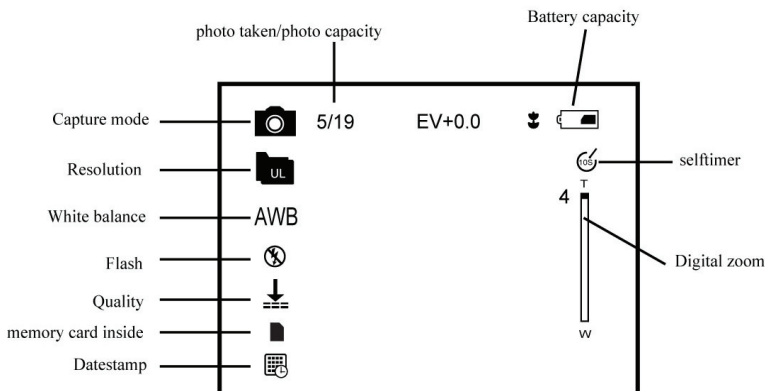 photo taken/photo capacity
Battery capacity
Capture mode
5/19
EV+0.0
Resolution
UL
10S
selftimer
White balance
AWB
T
4
Flash
Digital zoom
Quality
memory card inside
W
Datestamp